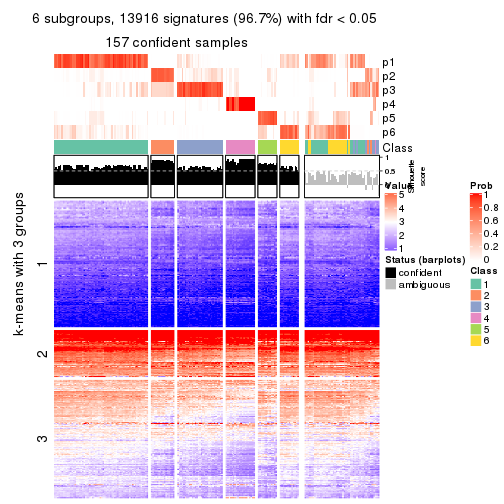 6 subgroups, 13916 signatures (96.7%) with fdr < 0.05
157 confident samples
p1
p2
p3
p4
p5
p6
Class
1
0.5
0
Silhouette
score
k-means with 3 groups
1
2
3
Value
5
4
3
2
1
Status (barplots)
confident
ambiguous
Prob
1
0.8
0.6
0.4
0.2
0
Class
1
2
3
4
5
6